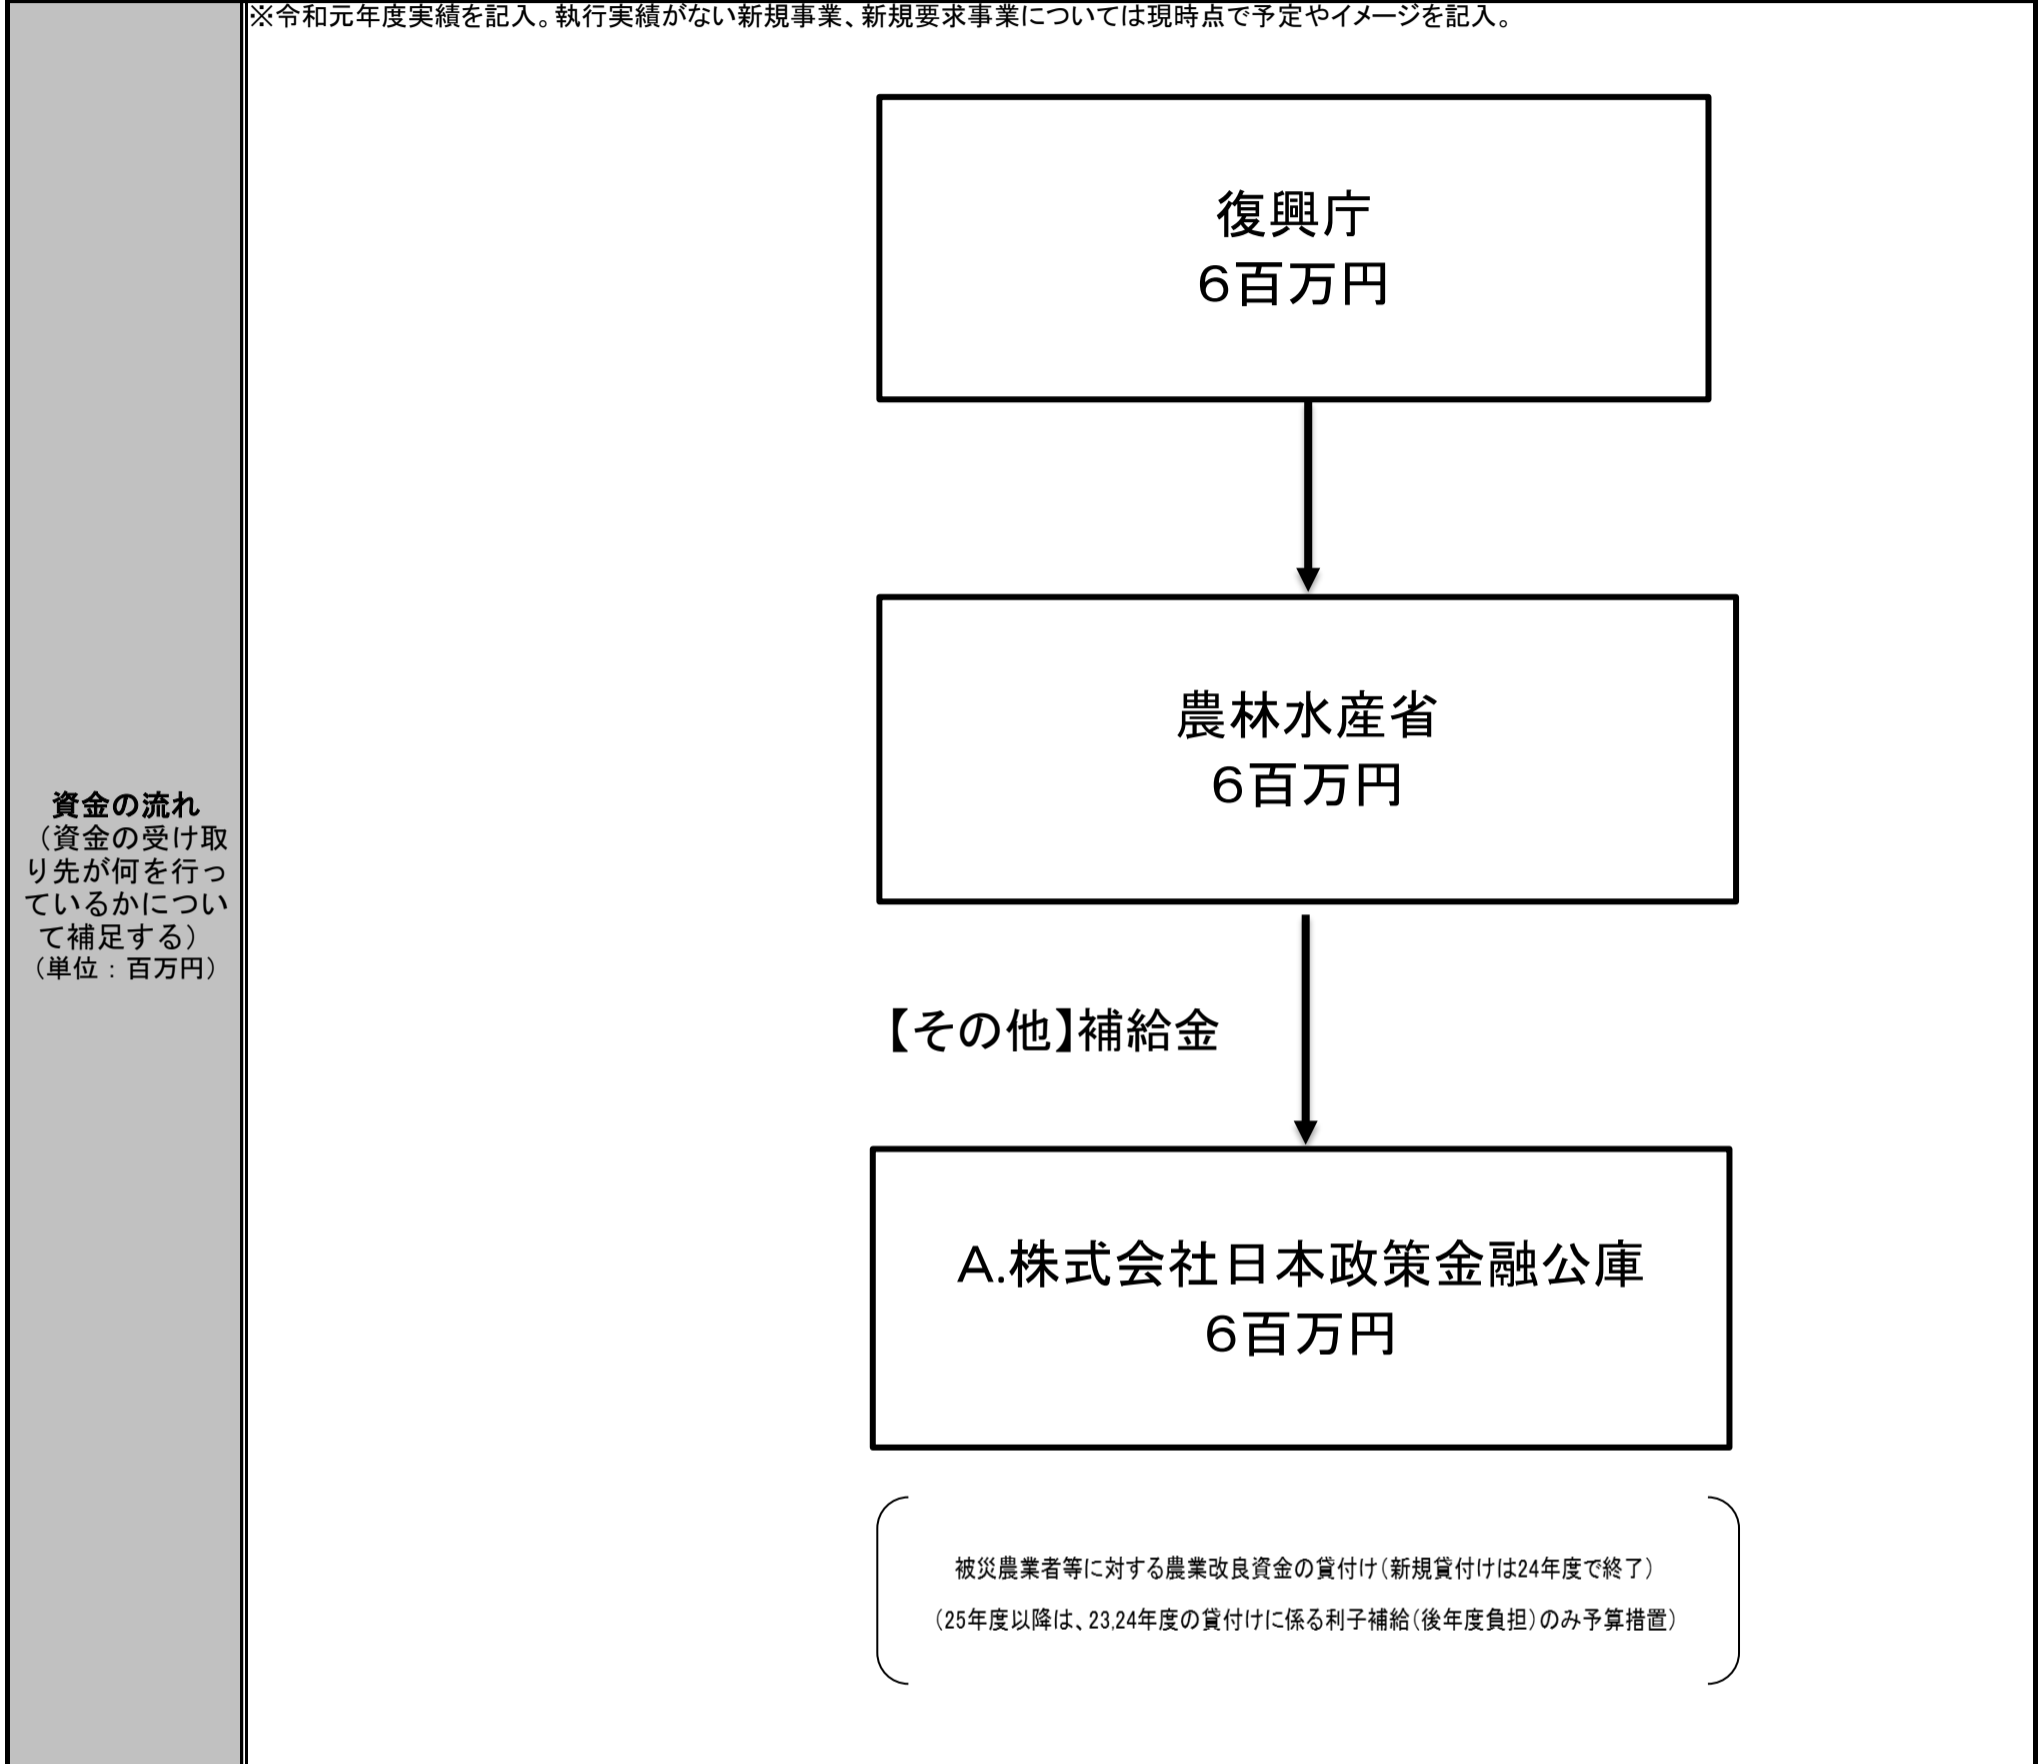 ※令和元年度実績を記入。執行実績がない新規事業、新規要求事業については現時点で予定やイメージを記入。
資金の流れ
（資金の受け取
り先が何を行っ
ているかについ
て補足する）
（単位：百万円）
復興庁
6百万円
農林水産省
6百万円
【その他】補給金
A.株式会社日本政策金融公庫
6百万円
被災農業者等に対する農業改良資金の貸付け（新規貸付けは24年度で終了）
（25年度以降は、23,24年度の貸付けに係る利子補給（後年度負担）のみ予算措置）